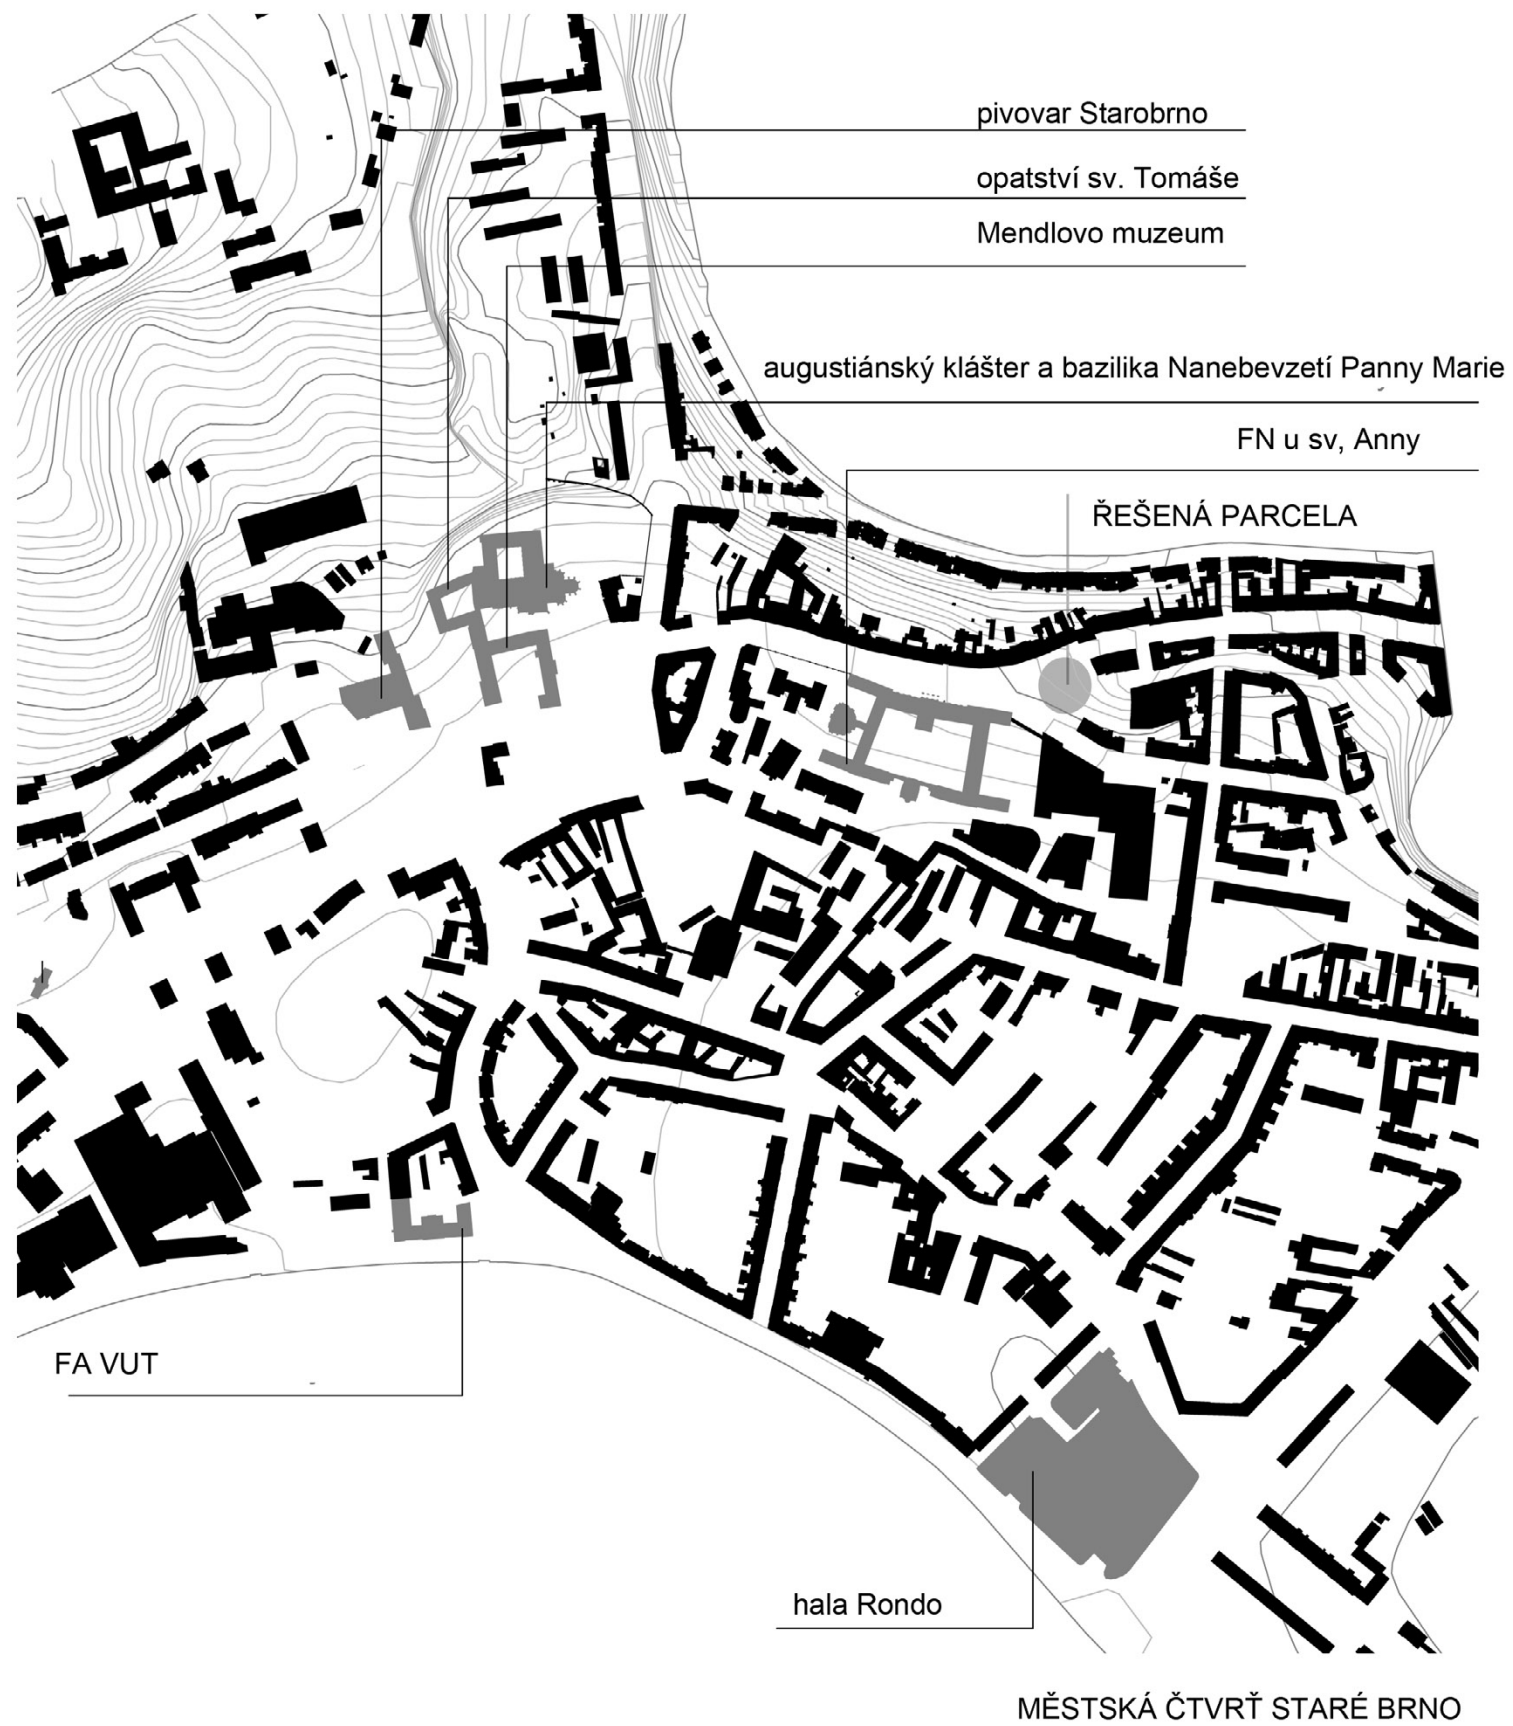 pivovar Starobrno
opatství sv. Tomáše
Mendlovo muzeum
augustiánský klášter a bazilika Nanebevzetí Panny Marie
FN u sv, Anny
ŘEŠENÁ PARCELA
FA VUT
hala Rondo
MĚSTSKÁ ČTVRŤ STARÉ BRNO